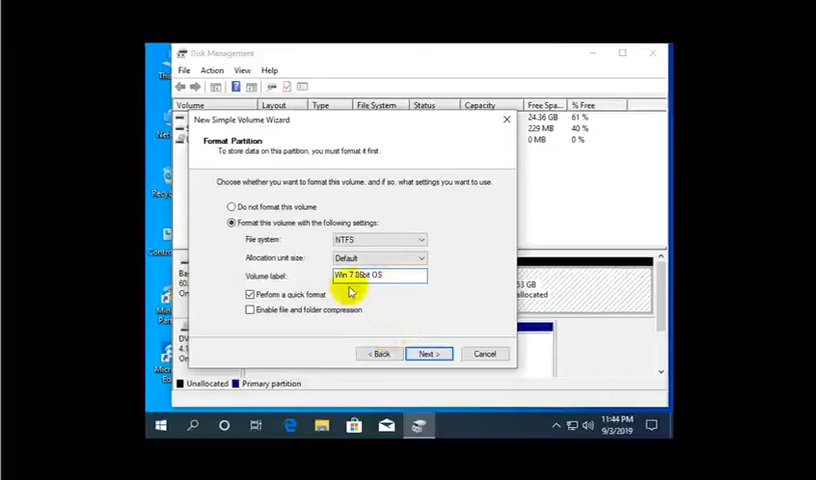 Disk Management
File Action View Help
Volume Layout Type File System Status Capacity Free Spa... % Free
24.36 GB 61 %
229 MB 40 %
0 MB 0 %
New Simple Volume Wizard
Format Partition
To store data on this partition, you must format it first.
Choose whether you want to format this volume, and if so, what settings you want to use.
Do not format this volume
Format this volume with the following settings:
File system: NTFS
Allocation unit size: Default
Volume label: Win 7 86bit OS
Perform a quick format
Enable file and folder compression
< Back Next > Cancel
Unallocated Primary partition
11:44 PM
9/3/2019